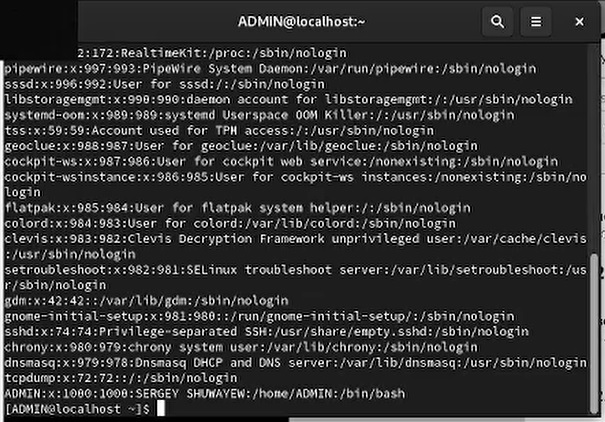 ADMIN@localhost:~
2:172:RealtimeKit:/proc:/sbin/nologin
pipewire:x:997:993:PipeWire System Daemon:/var/run/pipewire:/sbin/nologin
sssd:x:996:992:User for sssd:/:/sbin/nologin
libstoragemgmt:x:990:990:daemon account for libstoragemgmt:/:/usr/sbin/nologin
systemd-oom:x:989:989:systemd Userspace OOM Killer:/:/usr/sbin/nologin
tss:x:59:59:Account used for TPM access:/:/usr/sbin/nologin
geoclue:x:988:987:User for geoclue:/var/lib/geoclue:/sbin/nologin
cockpit-ws:x:987:986:User for cockpit web service:/nonexisting:/sbin/nologin
cockpit-wsinstance:x:986:985:User for cockpit-ws instances:/nonexisting:/sbin/no
login
flatpak:x:985:984:User for flatpak system helper:/:/sbin/nologin
colord:x:984:983:User for colord:/var/lib/colord:/sbin/nologin
clevis:x:983:982:Clevis Decryption Framework unprivileged user:/var/cache/clevis
:/usr/sbin/nologin
setroubleshoot:x:982:981:SELinux troubleshoot server:/var/lib/setroubleshoot:/us
r/sbin/nologin
gdm:x:42:42::/var/lib/gdm:/sbin/nologin
gnome-initial-setup:x:981:980::/run/gnome-initial-setup/:/sbin/nologin
sshd:x:74:74:Privilege-separated SSH:/usr/share/empty.sshd:/sbin/nologin
chrony:x:980:979:chrony system user:/var/lib/chrony:/sbin/nologin
dnsmasq:x:979:978:Dnsmasq DHCP and DNS server:/var/lib/dnsmasq:/usr/sbin/nologin
tcpdump:x:72:72::/:/sbin/nologin
ADMIN:x:1000:1000:SERGEY SHUWAYEW:/home/ADMIN:/bin/bash
[ADMIN@localhost ~]$